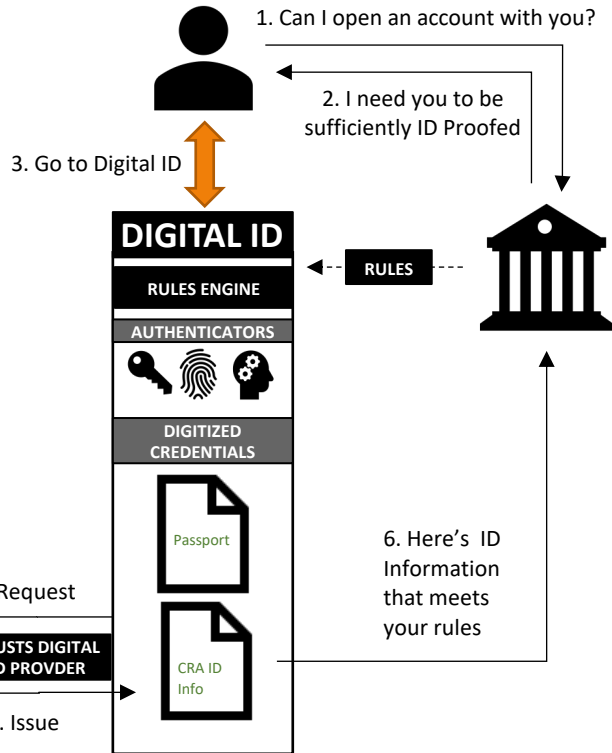 1. Can I open an account with you?
2. I need you to be
sufficiently ID Proofed
3. Go to Digital ID
DIGITAL ID
RULES
RULES ENGINE
AUTHENTICATORS
DIGITIZED
CREDENTIALS
Passport
6. Here's  ID
Information
that meets
your rules
Request
DIGITAL
PROVDER
CRA ID
Info
. Issue